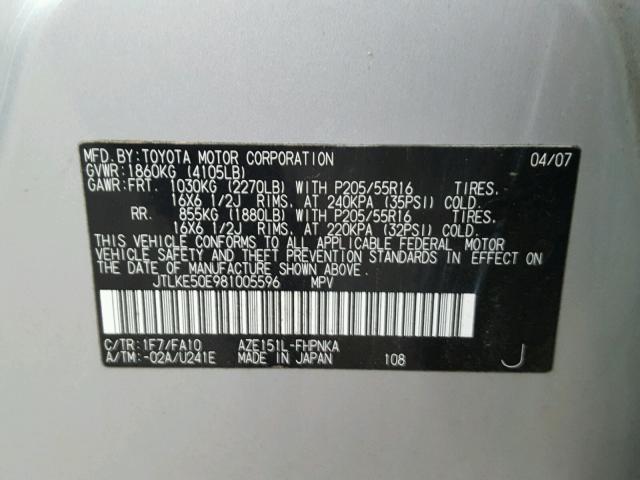 MFD. BY: TOYOTA MOTOR CORPORATION 04/07
GVWR: 1860KG (4105LB)
GAWR: FRT. 1030KG (2270LB) WITH P205/55R16 TIRES.
16X6 1/2J RIMS. AT 240KPA (35PSI) COLD.
RR. 855KG (1880LB) WITH P205/55R16 TIRES.
16X6 1/2J RIMS. AT 220KPA (32PSI) COLD.
THIS VEHICLE CONFORMS TO ALL APPLICABLE FEDERAL MOTOR
VEHICLE SAFETY AND THEFT PREVENTION STANDARDS IN EFFECT ON
THE DATE OF MANUFACTURE SHOWN ABOVE.
JTLKE50E981005596 MPV
C/TR: 1F7/FA10 AZE151L-FHPNKA
A/TM: -02A/U241E MADE IN JAPAN 108 J